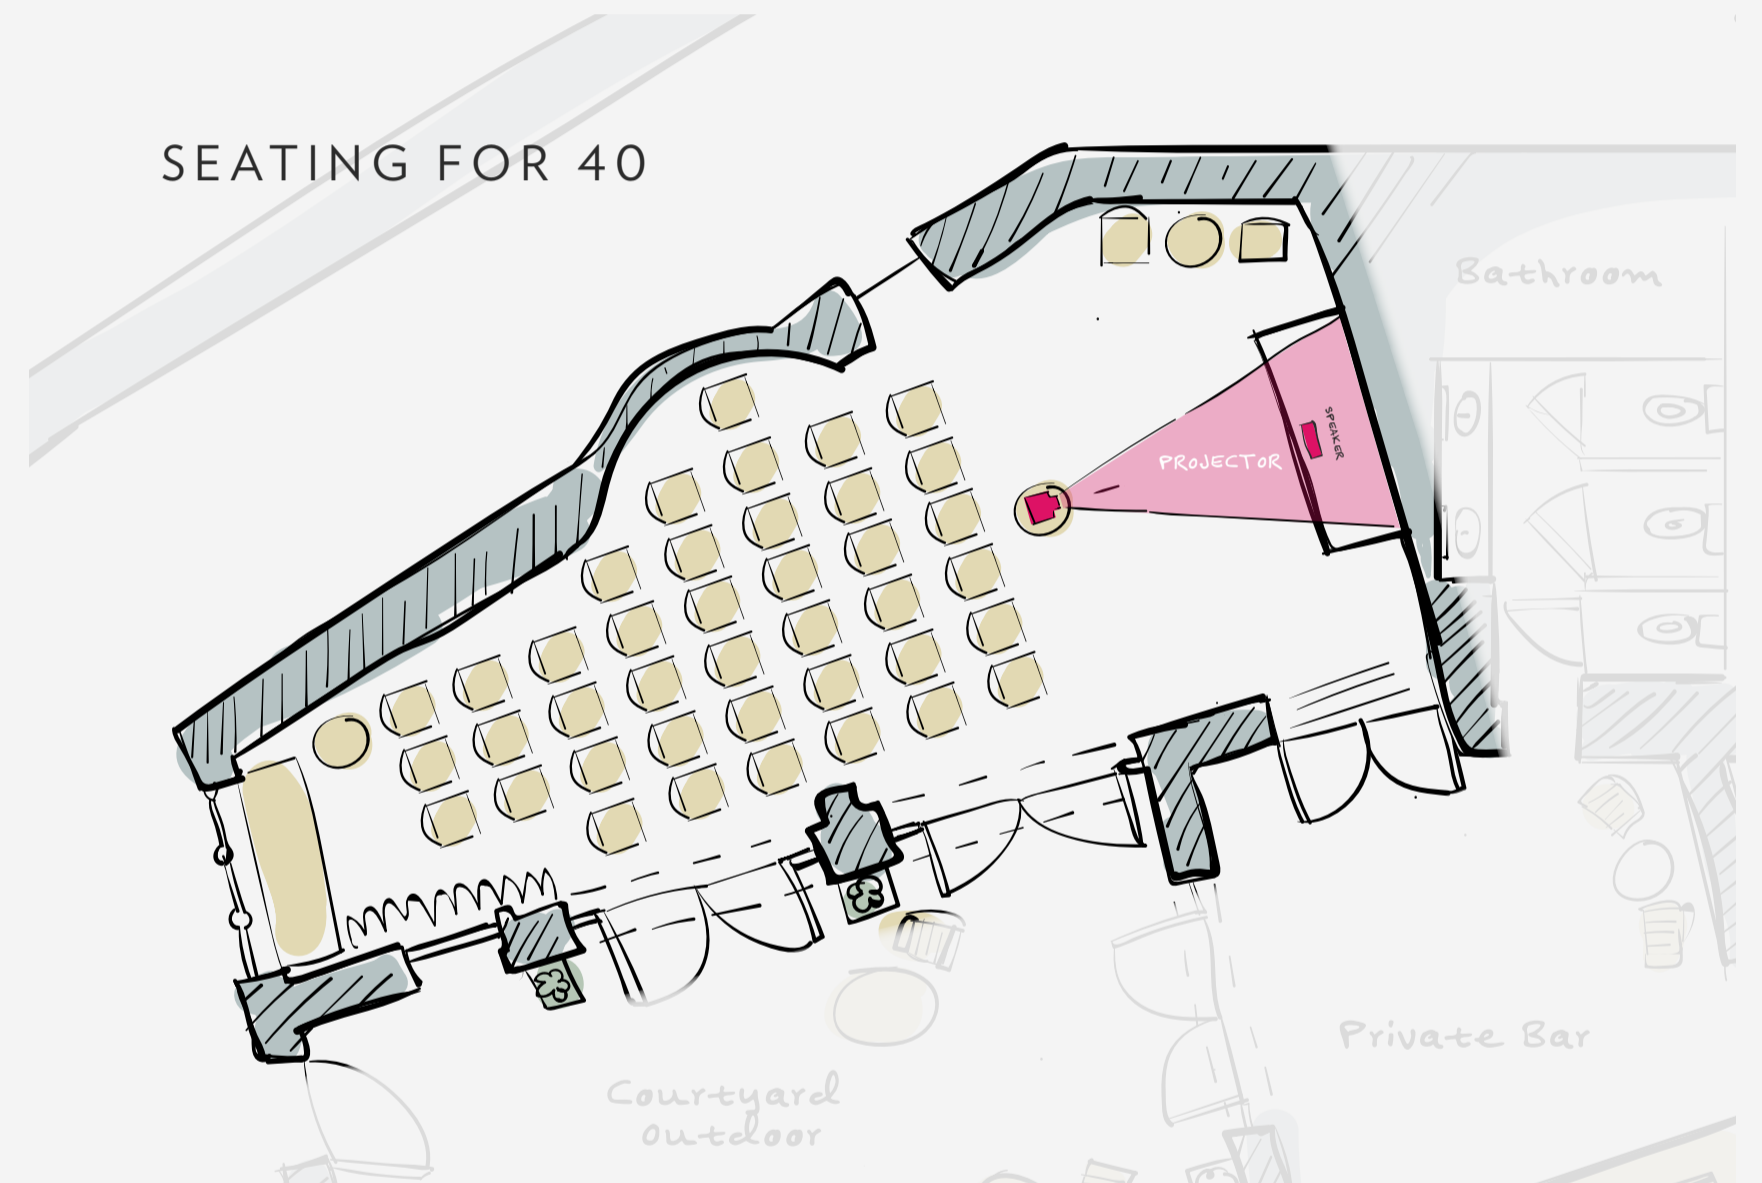 SEATING FOR 40
Bathroom
SPEAKER
PROJECTOR
Private Bar
Courtyard
outdoor